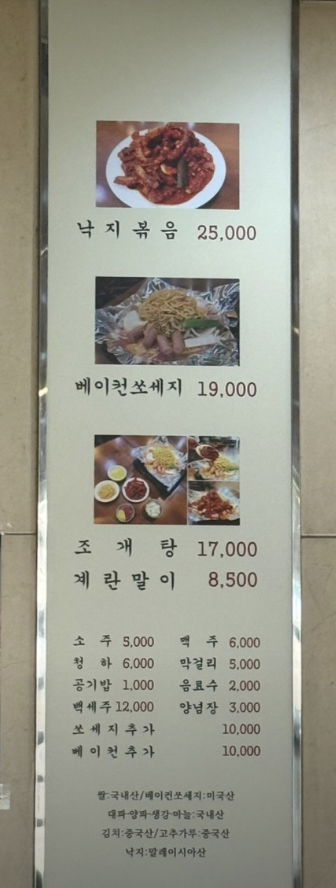 낙지볶음 25,000
베이컨쏘세지 19,000
조개탕 17,000
계란말이 8,500
소주 5,000 맥주 6,000
청하 6,000 막걸리 5,000
공기밥 1,000 음료수 2,000
백세주 12,000 양념장 3,000
쏘세지추가 10,000
베이컨추가 10,000
쌀:국내산/베이컨쏘세지:미국산
대파·양파·생강·마늘:국내산
김치:중국산/고추가루:중국산
낙지:말레이시아산